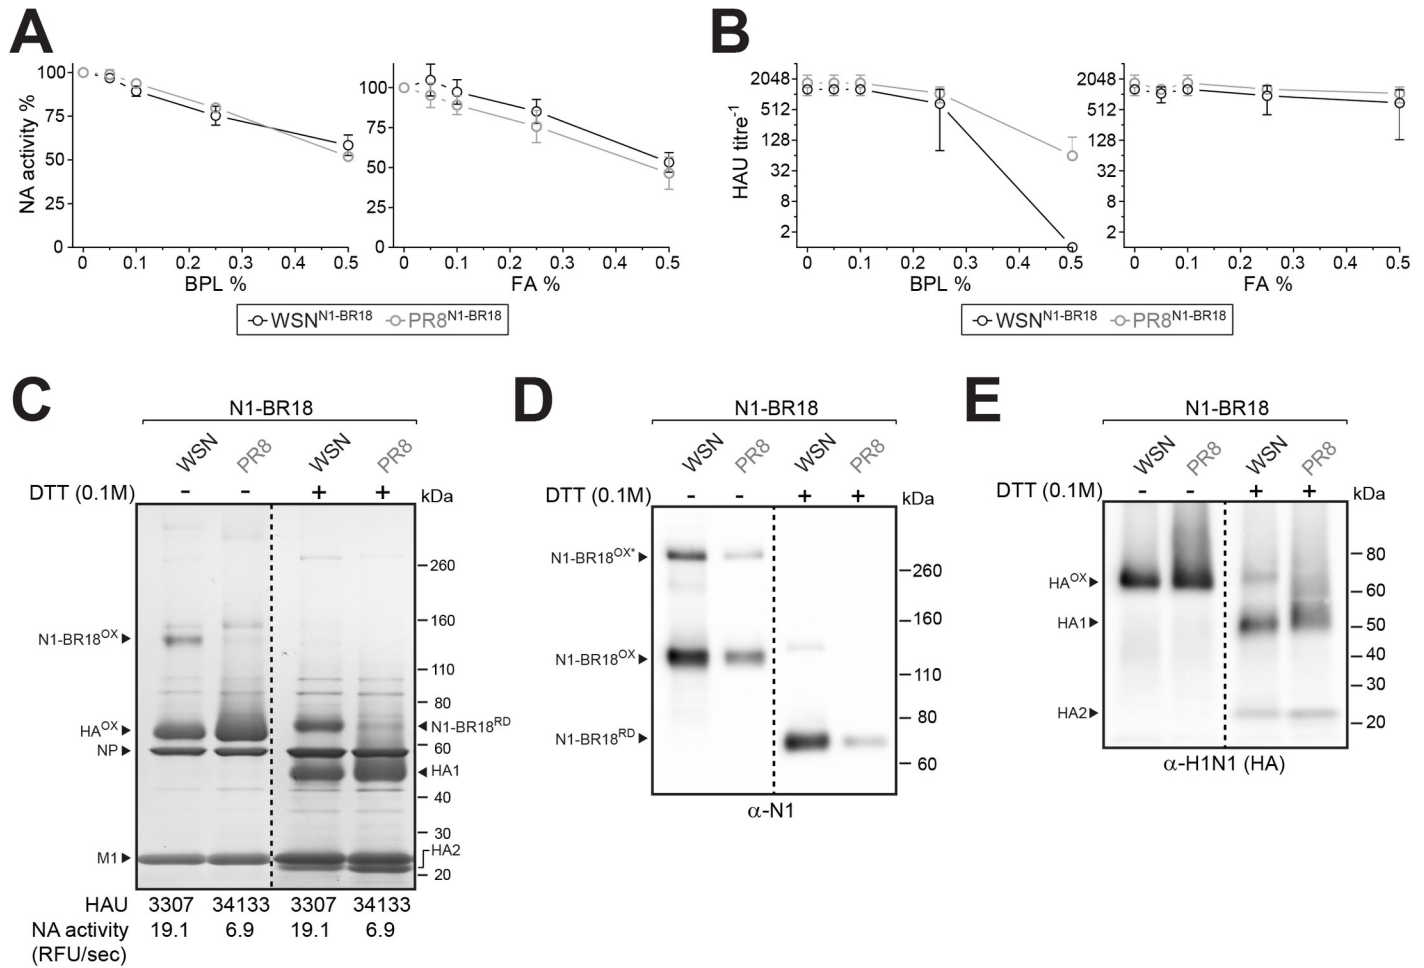 A
NA activity %
100
75
50
25
0
0
0.1
0.2
0.3
0.4
0.5
BPL %
100
75
50
25
0
0
0.1
0.2
0.3
0.4
0.5
FA %
WSN^N1-BR18 PR8^N1-BR18
B
HAU titre^-1
2048
512
128
32
8
2
0
0.1
0.2
0.3
0.4
0.5
BPL %
2048
512
128
32
8
2
0
0.1
0.2
0.3
0.4
0.5
FA %
WSN^N1-BR18 PR8^N1-BR18
C
N1-BR18
WSN PR8 WSN PR8
DTT (0.1M) - - + + kDa
260
160
N1-BR18^OX
110
80
HA^OX
N1-BR18^RD
NP
60
HA1
40
30
M1
HA2
20
HAU 3307 34133 3307 34133
NA activity 19.1 6.9 19.1 6.9
(RFU/sec)
D
N1-BR18
WSN PR8 WSN PR8
DTT (0.1M) - - + + kDa
N1-BR18^OX*
260
160
N1-BR18^OX
110
80
N1-BR18^RD
60
α-N1
E
N1-BR18
WSN PR8 WSN PR8
DTT (0.1M) - - + + kDa
80
HA^OX
60
HA1
50
40
30
HA2
20
α-H1N1 (HA)